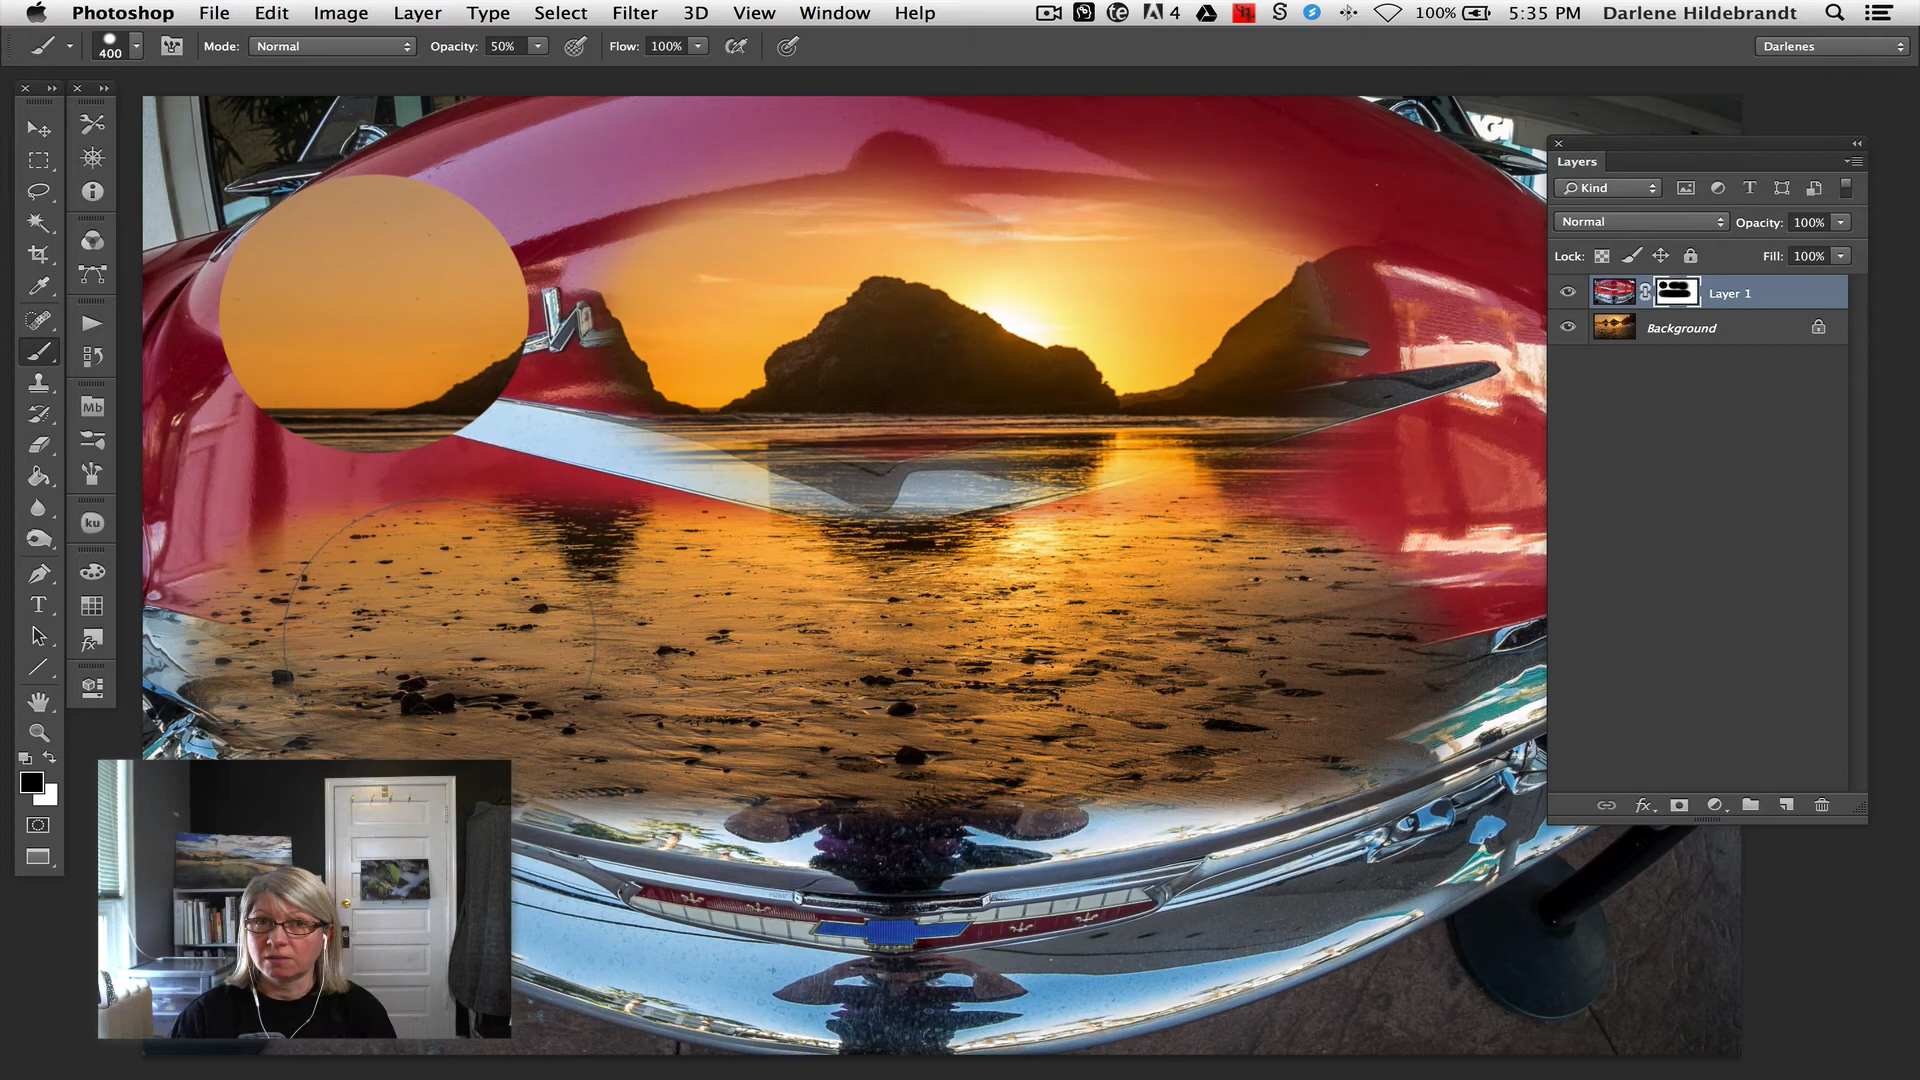 Photoshop File Edit Image Layer Type Select Filter 3D View Window Help 4 100% 5:35 PM Darlene Hildebrandt
400 Mode: Normal Opacity: 50% Flow: 100% Darlenes
Layers
Kind
Normal Opacity: 100%
Lock: Fill: 100%
Layer 1
Background
Mb
ku
T
fx
fx